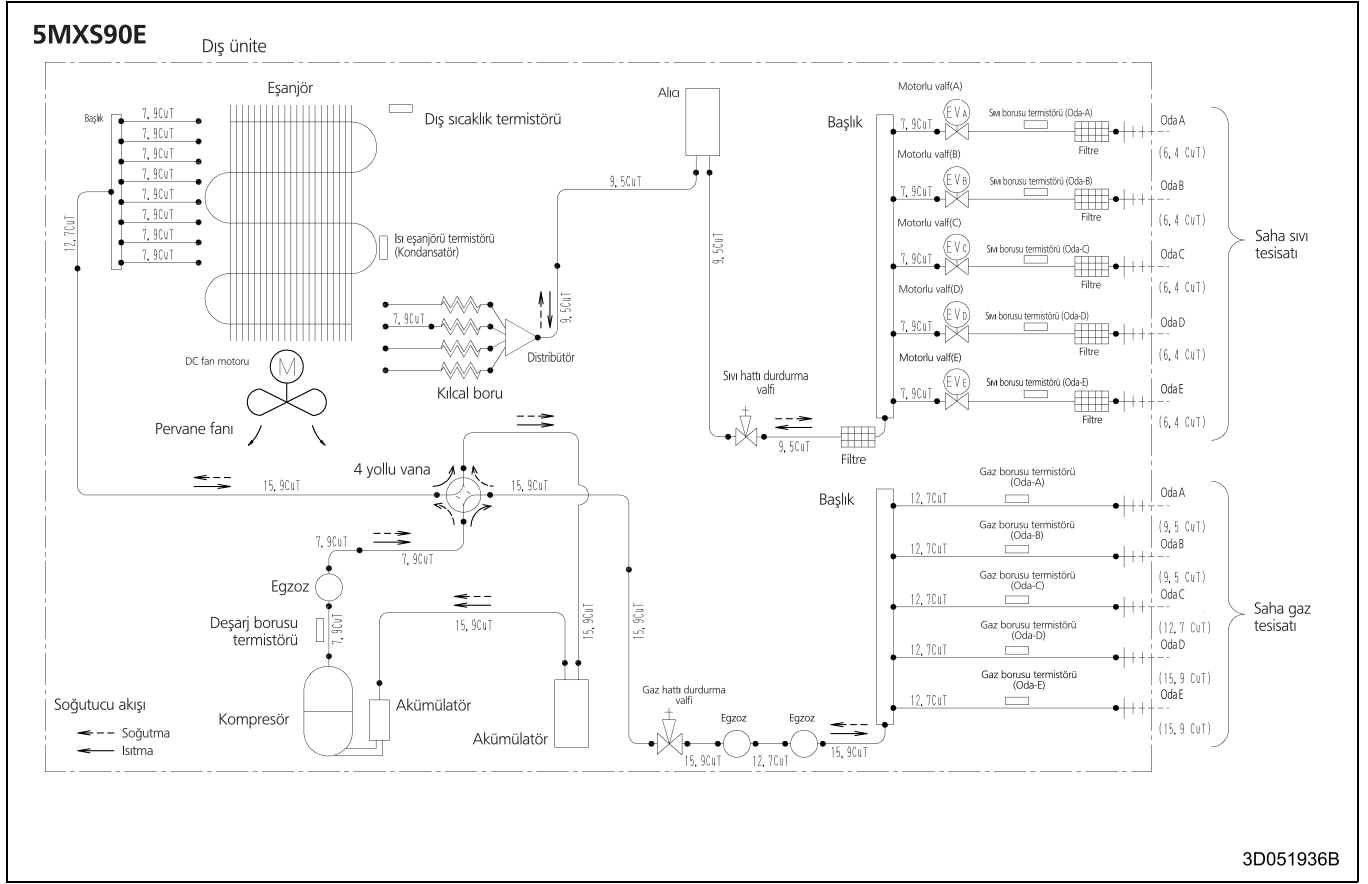 5MXS90E
Dış ünite
Eşanjör
Dış sıcaklık termistörü
Başlık
7,9CuT
7,9CuT
7,9CuT
7,9CuT
7,9CuT
7,9CuT
7,9CuT
7,9CuT
12,7CuT
Isı eşanjörü termistörü
(Kondansatör)
DC fan motoru
M
Pervane fanı
7,9CuT
Kılcal boru
Distribütör
9,5CuT
9,5CuT
Alıcı
9,5CuT
Sıvı hattı durdurma
valfi
9,5CuT
Filtre
Başlık
Motorlu valf(A)
7,9CuT
EVA
Sıvı borusu termistörü (Oda-A)
Filtre
Oda A
(6,4 CuT)
Motorlu valf(B)
7,9CuT
EVB
Sıvı borusu termistörü (Oda-B)
Filtre
Oda B
(6,4 CuT)
Motorlu valf(C)
7,9CuT
EVC
Sıvı borusu termistörü (Oda-C)
Filtre
Oda C
(6,4 CuT)
Motorlu valf(D)
7,9CuT
EVD
Sıvı borusu termistörü (Oda-D)
Filtre
Oda D
(6,4 CuT)
Motorlu valf(E)
7,9CuT
EVE
Sıvı borusu termistörü (Oda-E)
Filtre
Oda E
(6,4 CuT)
Saha sıvı
tesisatı
15,9CuT
4 yollu vana
15,9CuT
7,9CuT
7,9CuT
Egzoz
Deşarj borusu
termistörü
7,9CuT
Kompresör
Akümülatör
15,9CuT
Akümülatör
15,9CuT
15,9CuT
Gaz hattı durdurma
valfi
15,9CuT
Egzoz
12,7CuT
Egzoz
15,9CuT
Başlık
12,7CuT
Gaz borusu termistörü
(Oda-A)
Oda A
(9,5 CuT)
12,7CuT
Gaz borusu termistörü
(Oda-B)
Oda B
(9,5 CuT)
12,7CuT
Gaz borusu termistörü
(Oda-C)
Oda C
(12,7 CuT)
12,7CuT
Gaz borusu termistörü
(Oda-D)
Oda D
(15,9 CuT)
12,7CuT
Gaz borusu termistörü
(Oda-E)
Oda E
(15,9 CuT)
Saha gaz
tesisatı
Soğutucu akışı
Soğutma
Isıtma
3D051936B